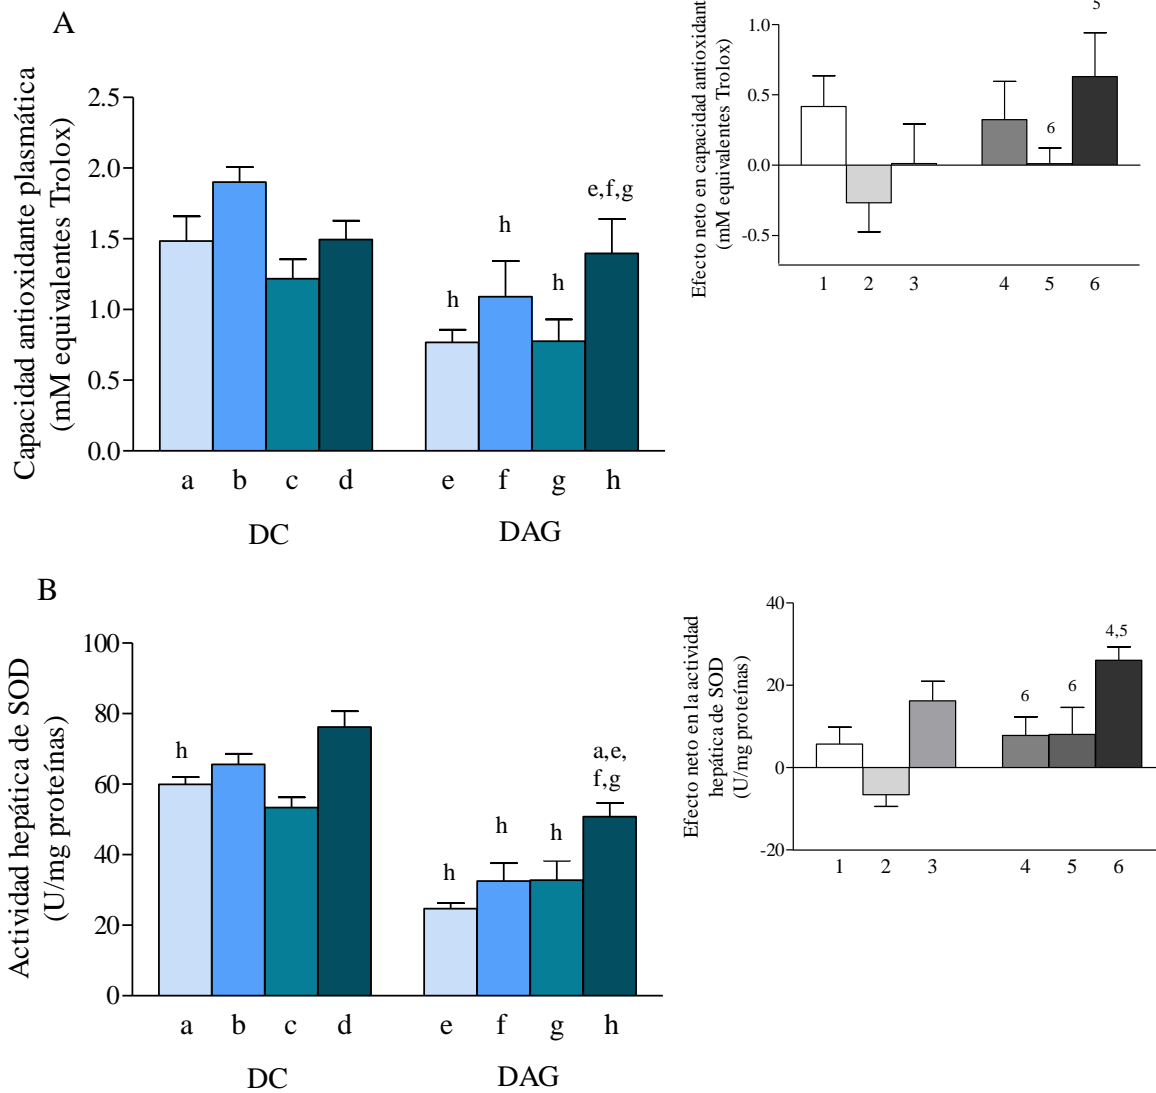 A
Capacidad antioxidante plasmática
(mM equivalentes Trolox)
2.5
2.0
1.5
1.0
0.5
0.0
h
h
h
e,f,g
a b c d e f g h
DC DAG
Efecto neto en capacidad antioxidant
(mM equivalentes Trolox)
1.0
0.5
0.0
-0.5
6
5
1 2 3 4 5 6
B
Actividad hepática de SOD
(U/mg proteínas)
100
80
60
40
20
0
h
h
h
h
a,e,
f,g
a b c d e f g h
DC DAG
Efecto neto en la actividad
hepática de SOD
(U/mg proteínas)
40
20
0
-20
6
6
4,5
1 2 3 4 5 6